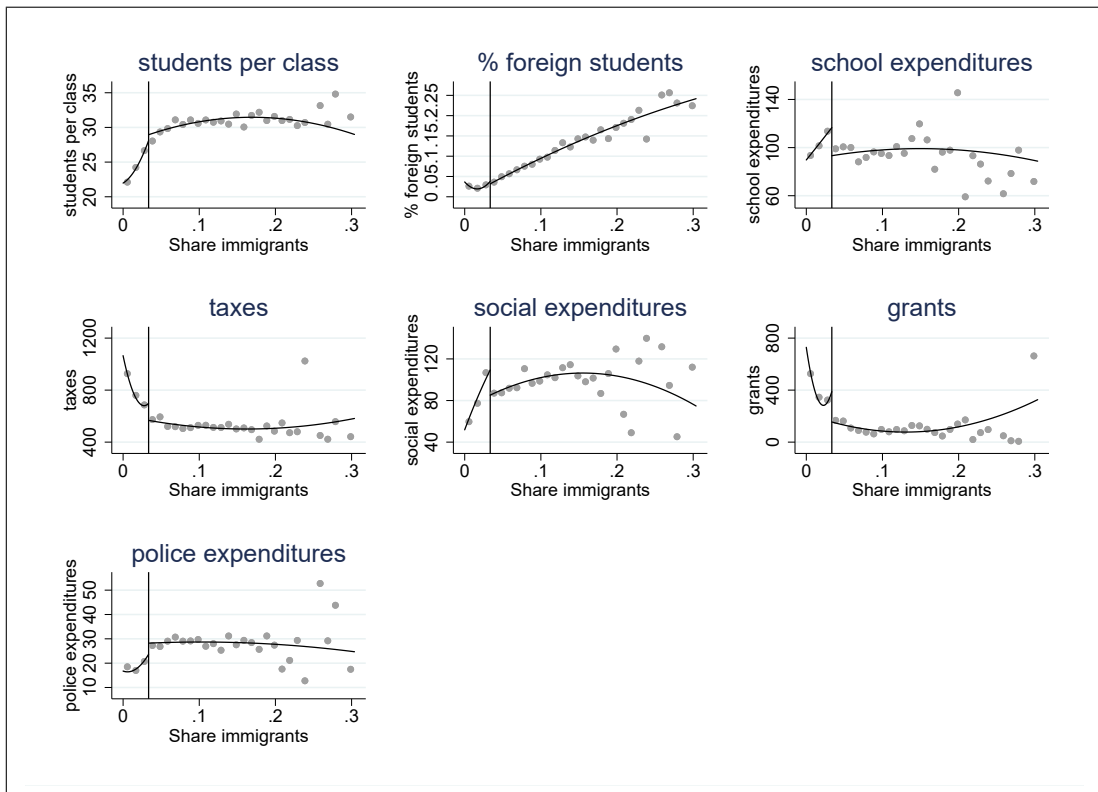 students per class
students per class
20 25 30 35
0 .1 .2 .3
Share immigrants
% foreign students
% foreign students
0 .05 .1 .15 .2 .25
0 .1 .2 .3
Share immigrants
school expenditures
school expenditures
60 100 140
0 .1 .2 .3
Share immigrants
taxes
taxes
400 800 1200
0 .1 .2 .3
Share immigrants
social expenditures
social expenditures
40 80 120
0 .1 .2 .3
Share immigrants
grants
grants
0 400 800
0 .1 .2 .3
Share immigrants
police expenditures
police expenditures
10 20 30 40 50
0 .1 .2 .3
Share immigrants